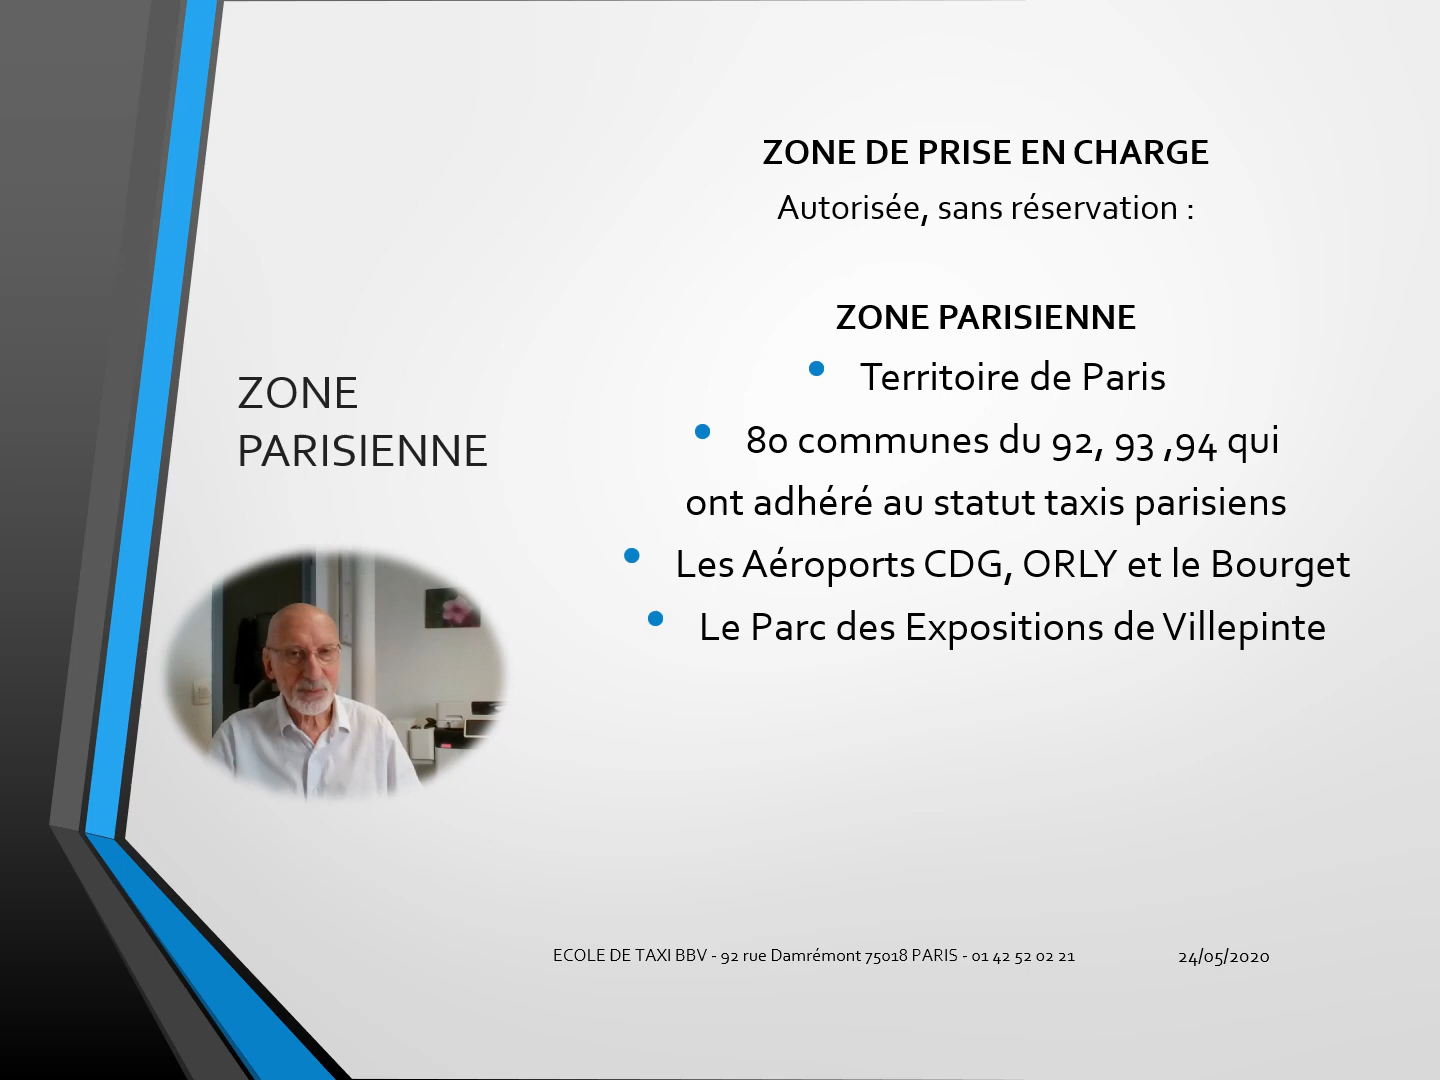 ZONE DE PRISE EN CHARGE
Autorisée, sans réservation :
ZONE PARISIENNE
• Territoire de Paris
• 80 communes du 92, 93 ,94 qui
ont adhéré au statut taxis parisiens
• Les Aéroports CDG, ORLY et le Bourget
• Le Parc des Expositions de Villepinte
ZONE
PARISIENNE
ECOLE DE TAXI BBV - 92 rue Damrémont 75018 PARIS - 01 42 52 02 21
24/05/2020